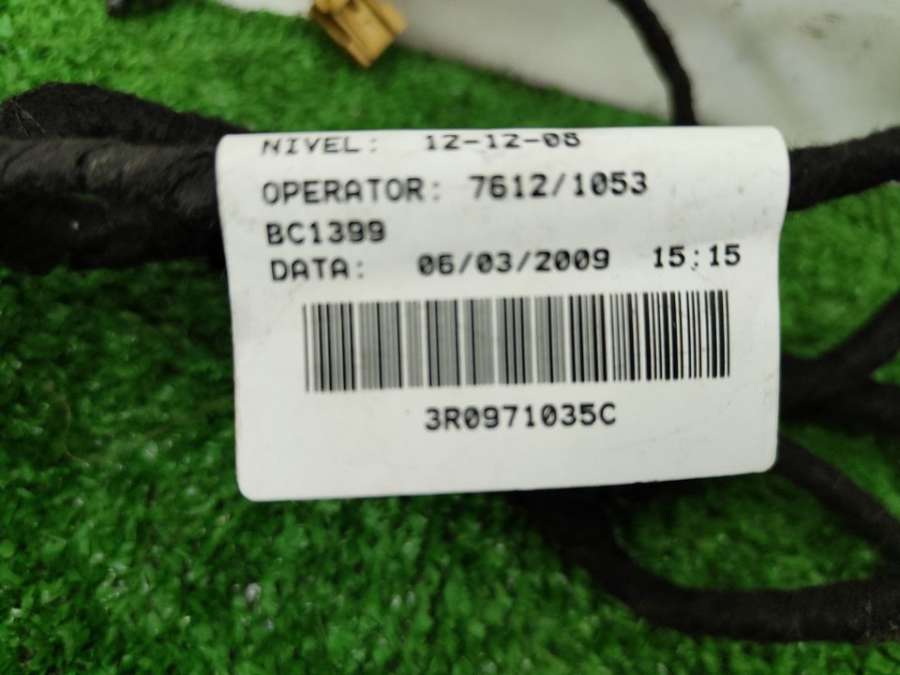 NIVEL: 12-12-08
OPERATOR: 7612/1053
BC1399
DATA: 06/03/2009 15:15
3R0971035C